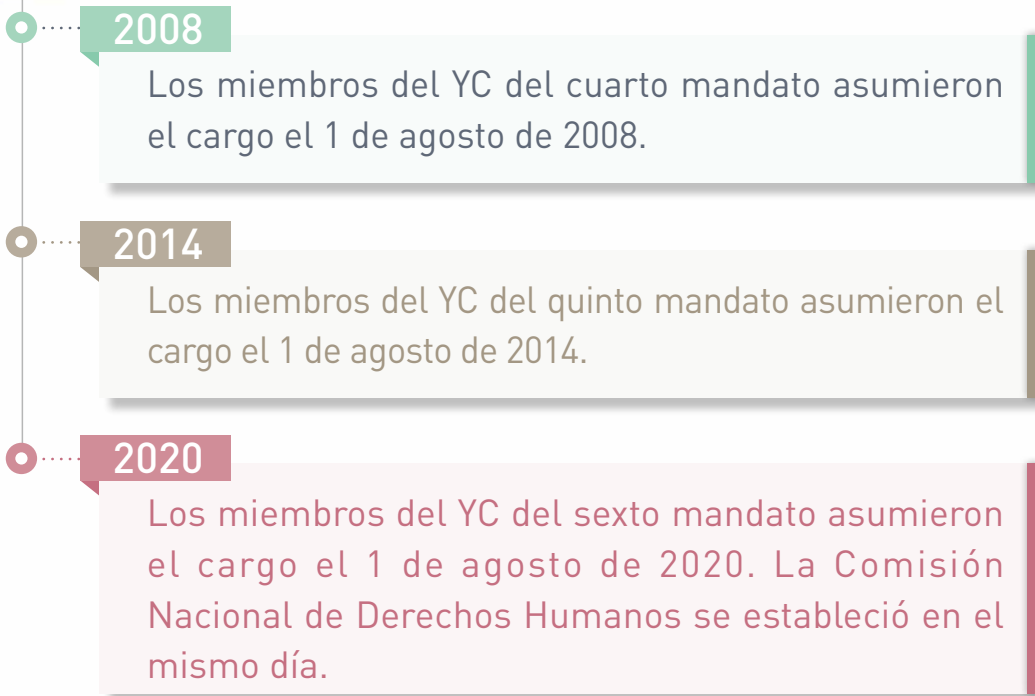 2008
Los miembros del YC del cuarto mandato asumieron
el cargo el 1 de agosto de 2008.
2014
Los miembros del YC del quinto mandato asumieron el
cargo el 1 de agosto de 2014.
2020
Los miembros del YC del sexto mandato asumieron
el cargo el 1 de agosto de 2020. La Comisión
Nacional de Derechos Humanos se estableció en el
mismo día.